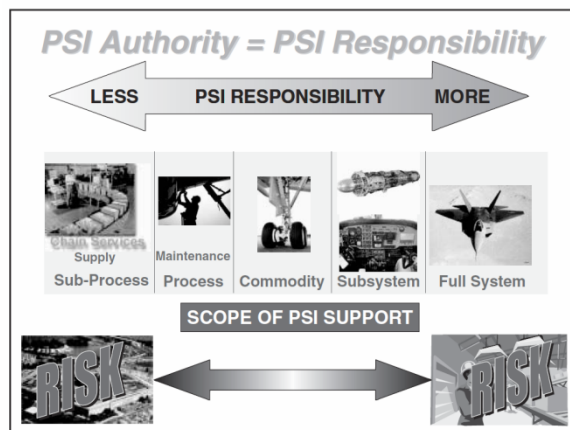 PSI Authority = PSI Responsibility
LESS PSI RESPONSIBILITY MORE
Chain Services
Supply
Sub-Process
Maintenance
Process
Commodity
Subsystem
Full System
SCOPE OF PSI SUPPORT
RISK
RISK